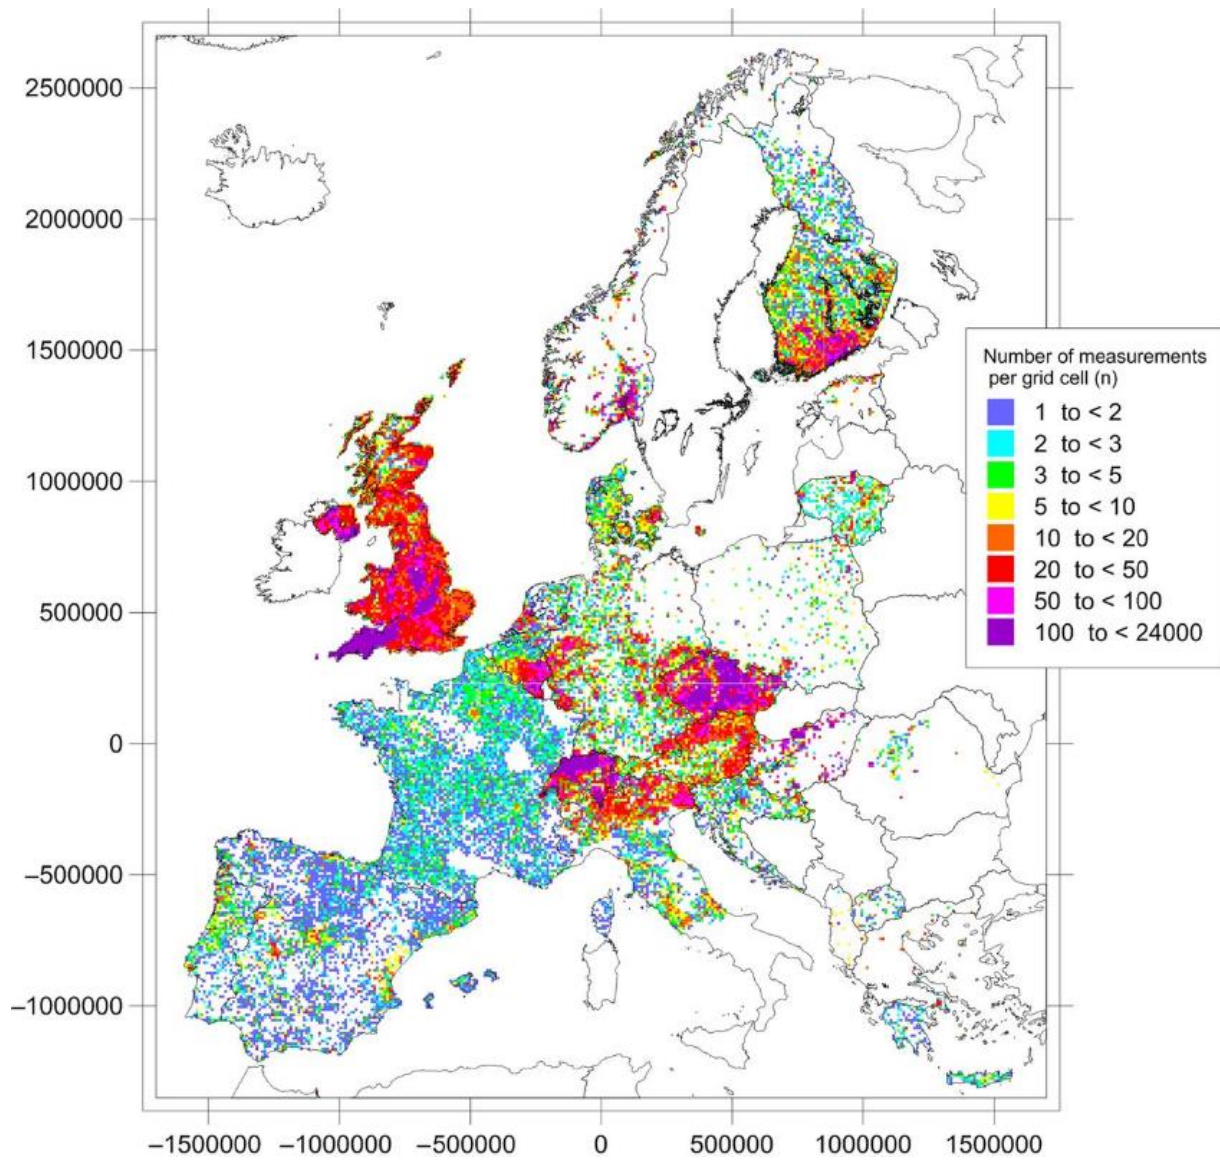 2500000
2000000
1500000
1000000
500000
0
−500000
−1000000
Number of measurements
per grid cell (n)
1 to < 2
2 to < 3
3 to < 5
5 to < 10
10 to < 20
20 to < 50
50 to < 100
100 to < 24000
−1500000 −1000000 −500000 0 500000 1000000 1500000